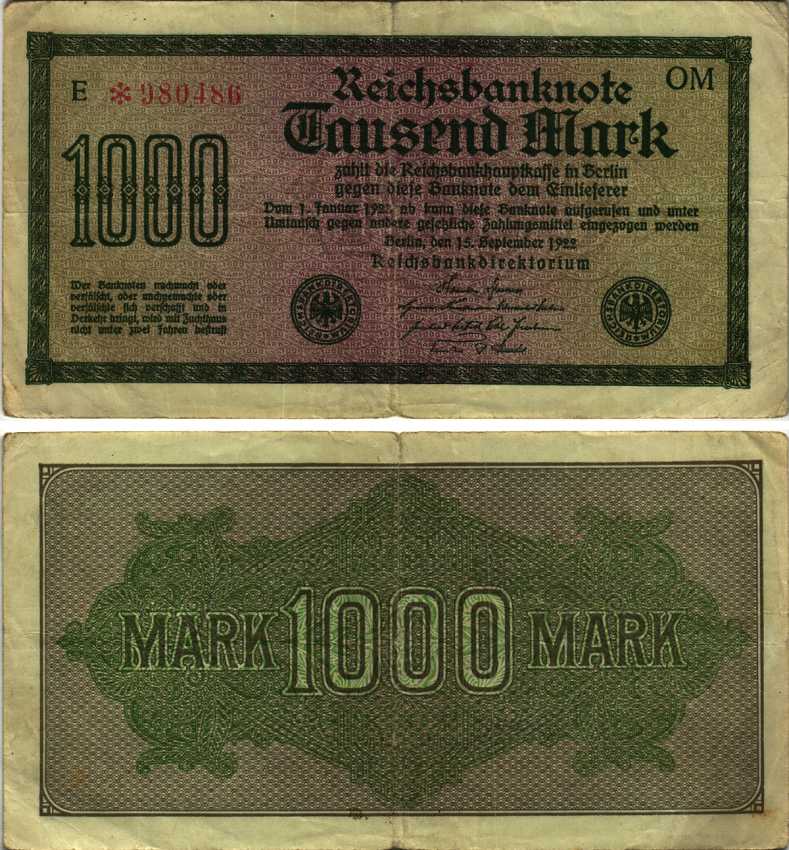 E *980486
OM
1000
Reichsbanknote
Tausend Mark
zahlt die Reichsbankhauptkasse in Berlin
gegen diese Banknote dem Einlieferer
Vom 1. Januar 1923 ab kann diese Banknote aufgerufen und unter
Umtausch gegen andere gesetzliche Zahlungsmittel eingezogen werden
Berlin, den 15. September 1922
Reichsbankdirektorium
Wer Banknoten nachmacht oder
verfälscht, oder nachgemachte oder
verfälschte sich verschafft und in
Verkehr bringt, wird mit Zuchthaus
nicht unter zwei Jahren bestraft
REICHSBANKDIREKTORIUM
REICHSBANKDIREKTORIUM
MARK 1000 MARK